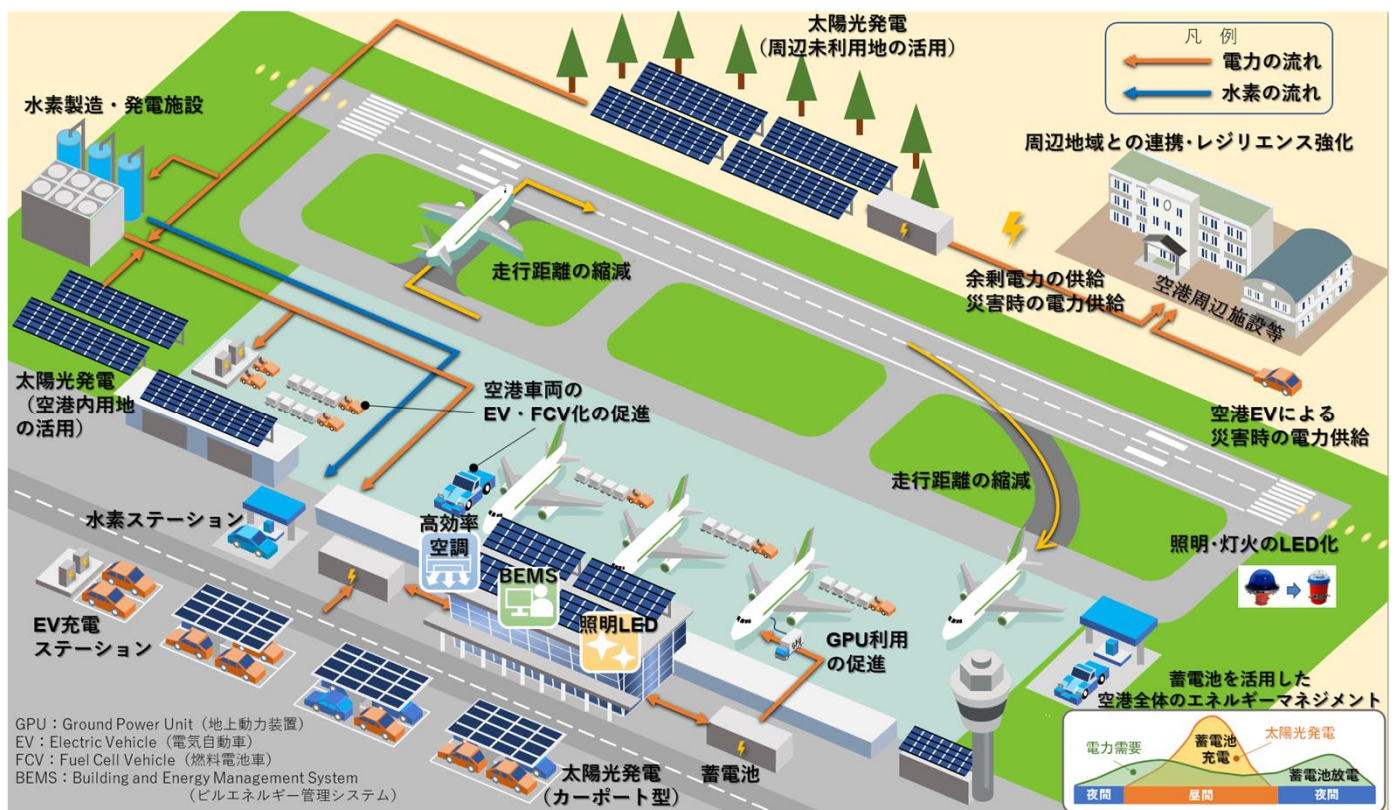 太陽光発電
（周辺未利用地の活用）
凡　例
電力の流れ
水素の流れ
水素製造・発電施設
周辺地域との連携・レジリエンス強化
走行距離の縮減
余剰電力の供給
災害時の電力供給
空港周辺施設等
太陽光発電
（空港内用地
の活用）
空港車両の
EV・FCV化の促進
空港EVによる
災害時の電力供給
走行距離の縮減
水素ステーション
高効率
空調
照明・灯火のLED化
BEMS
EV充電
ステーション
照明LED
GPU利用
の促進
GPU
蓄電池を活用した
空港全体のエネルギーマネジメント
GPU：Ground Power Unit（地上動力装置）
EV：Electric Vehicle（電気自動車）
FCV：Fuel Cell Vehicle（燃料電池車）
BEMS：Building and Energy Management System
（ビルエネルギー管理システム）
太陽光発電
（カーポート型）
蓄電池
電力需要
蓄電池
充電
太陽光発電
蓄電池放電
夜間
昼間
夜間